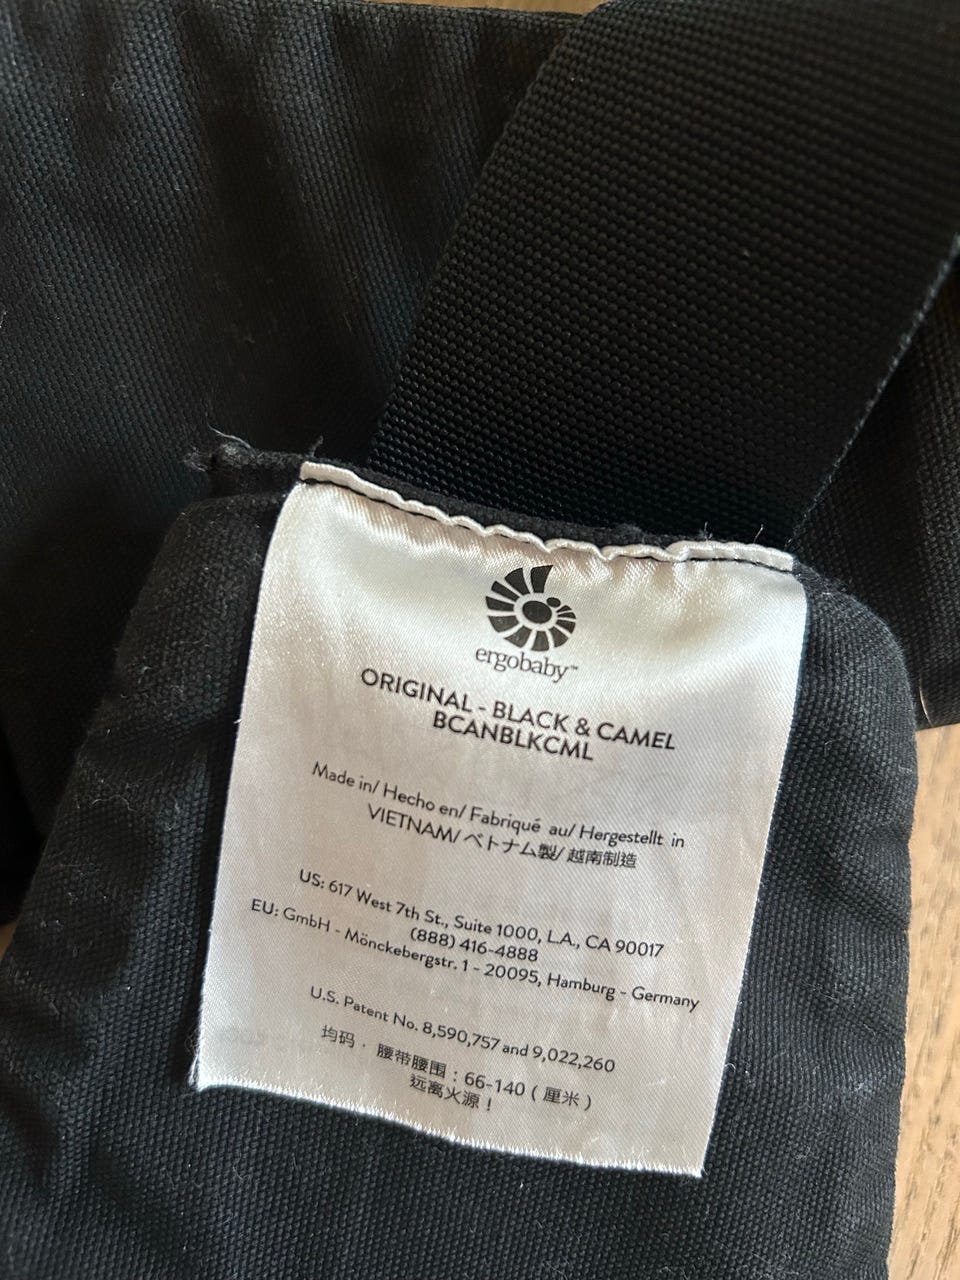 ergobaby™
ORIGINAL - BLACK & CAMEL
BCANBLKCML
Made in/ Hecho en/ Fabriqué au/ Hergestellt in
VIETNAM/ ベトナム製/ 越南制造
US: 617 West 7th St., Suite 1000, L.A., CA 90017
(888) 416-4888
EU: GmbH - Mönckebergstr. 1 - 20095, Hamburg - Germany
U.S. Patent No. 8,590,757 and 9,022,260
均码 . 腰带腰围：66-140（厘米）
远离火源！